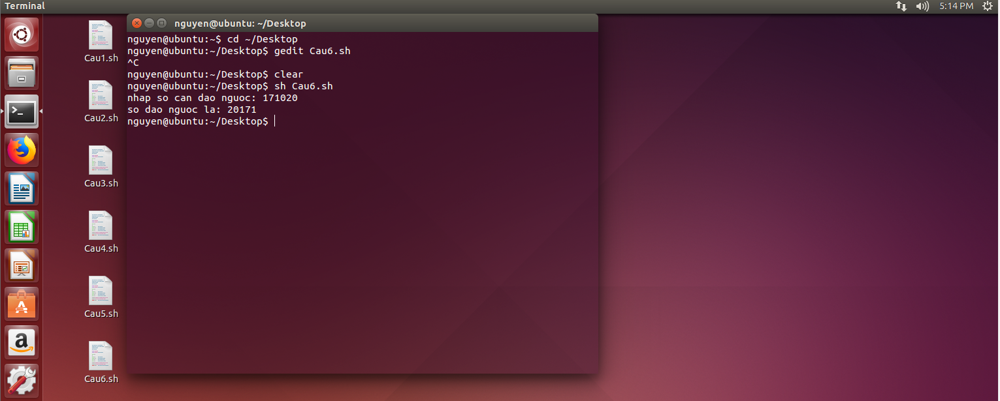 Terminal
5:14 PM
nguyen@ubuntu: ~/Desktop
nguyen@ubuntu:~$ cd ~/Desktop
nguyen@ubuntu:~/Desktop$ gedit Cau6.sh
^C
nguyen@ubuntu:~/Desktop$ clear
nguyen@ubuntu:~/Desktop$ sh Cau6.sh
nhap so can dao nguoc: 171020
so dao nguoc la: 20171
nguyen@ubuntu:~/Desktop$
Cau1.sh
Cau2.sh
Cau3.sh
Cau4.sh
Cau5.sh
Cau6.sh